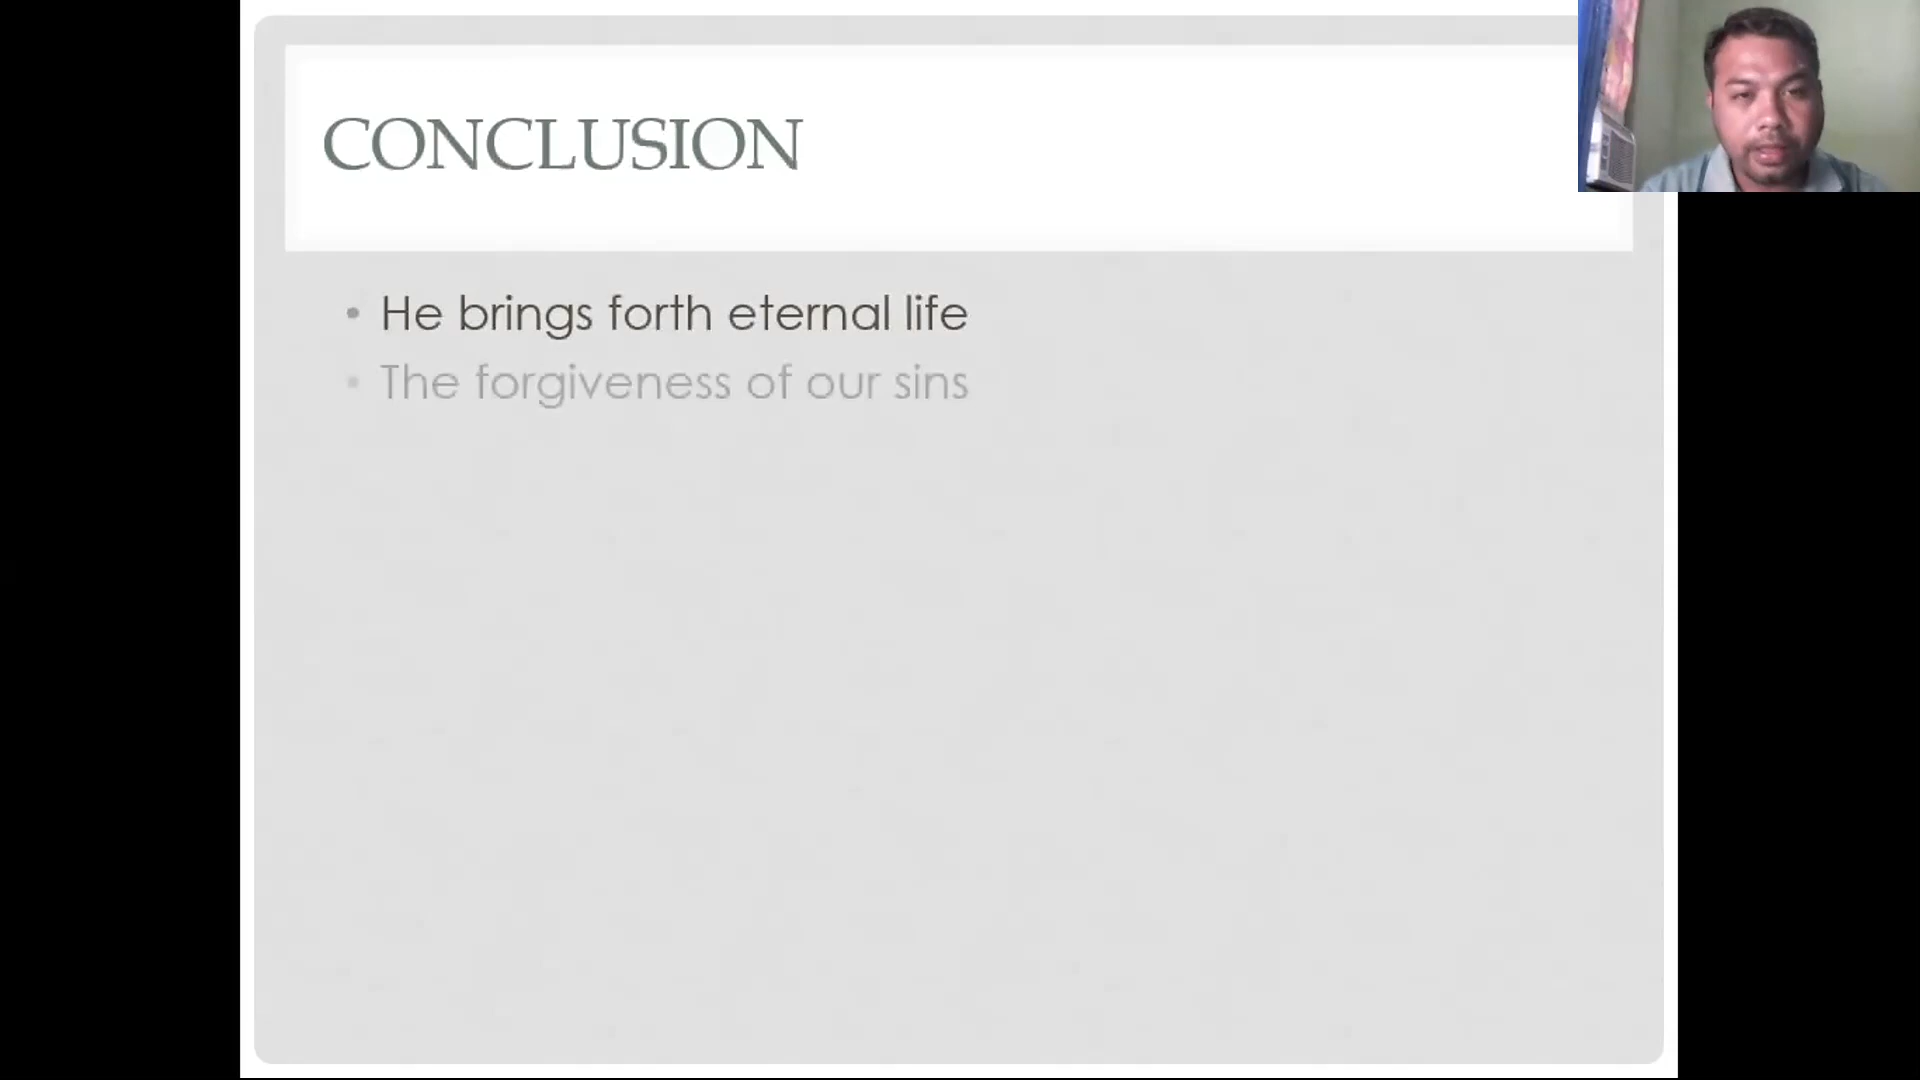 CONCLUSION
• He brings forth eternal life
• The forgiveness of our sins